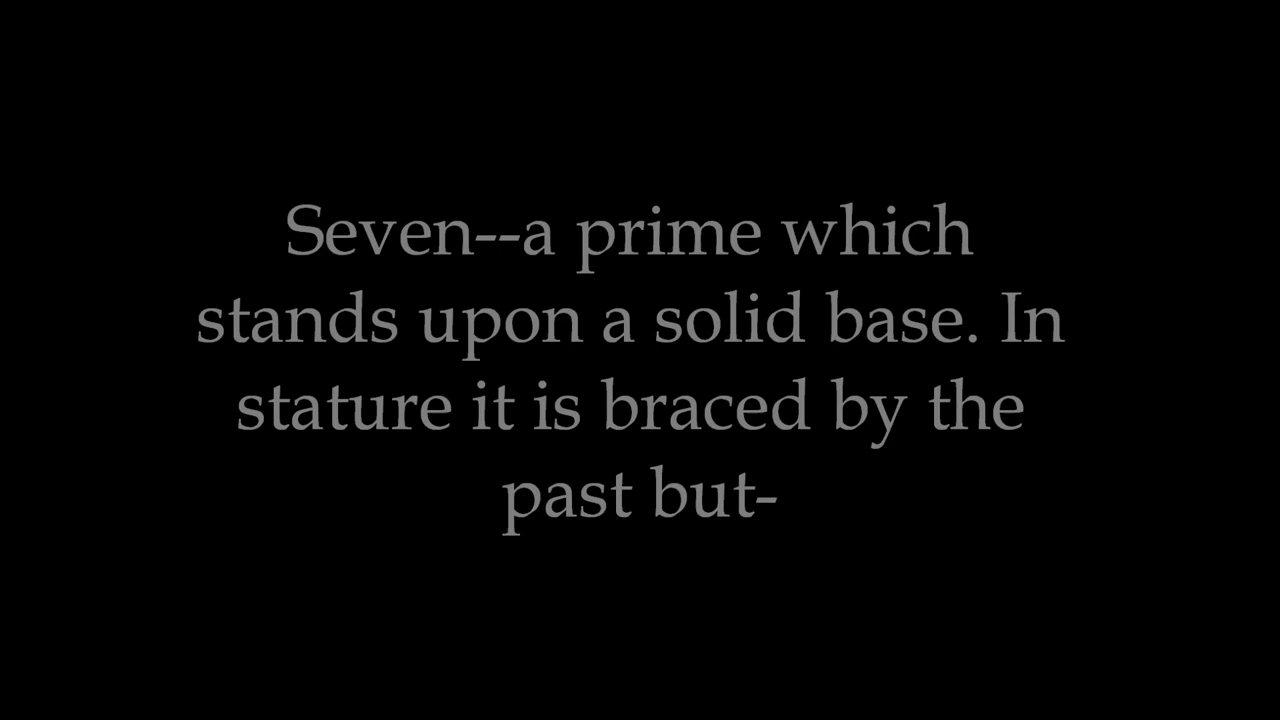 Seven--a prime which
stands upon a solid base. In
stature it is braced by the
past but-